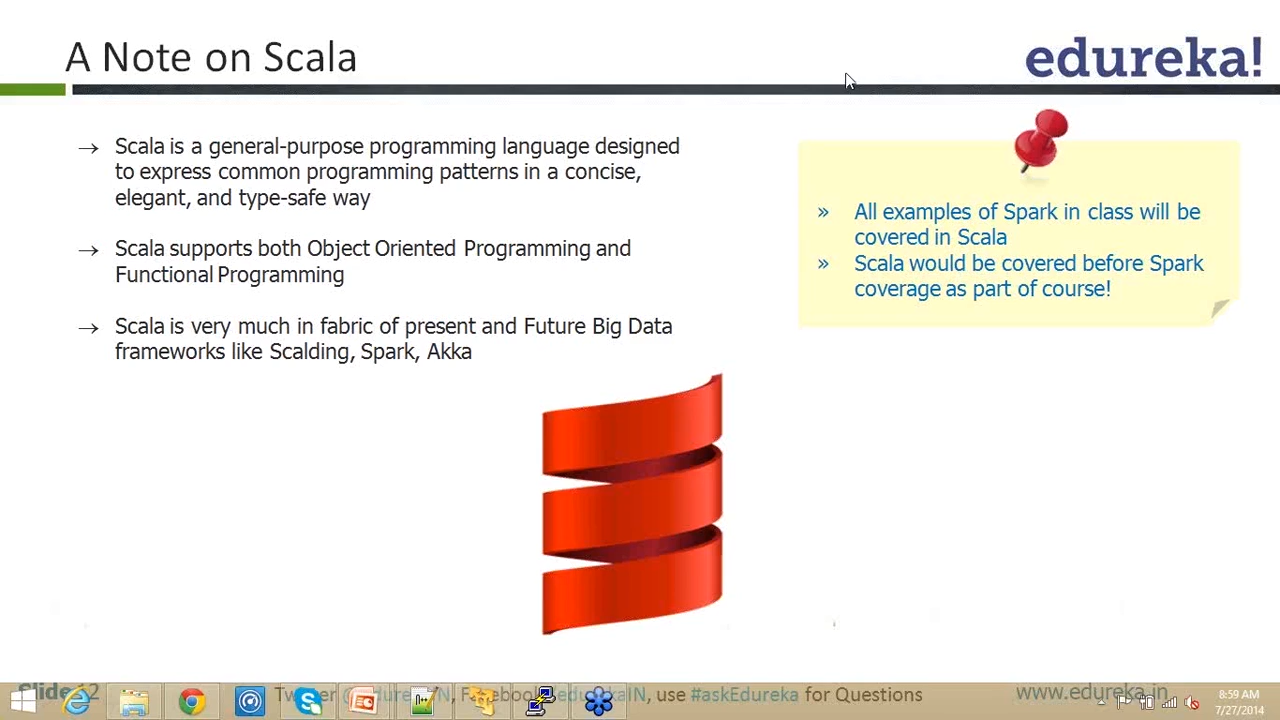 A Note on Scala
edureka!
→ Scala is a general-purpose programming language designed
to express common programming patterns in a concise,
elegant, and type-safe way
→ Scala supports both Object Oriented Programming and
Functional Programming
→ Scala is very much in fabric of present and Future Big Data
frameworks like Scalding, Spark, Akka
» All examples of Spark in class will be
covered in Scala
» Scala would be covered before Spark
coverage as part of course!
Slide 12
use #askEdureka for Questions
www.edureka.in
8:59 AM
7/27/2014